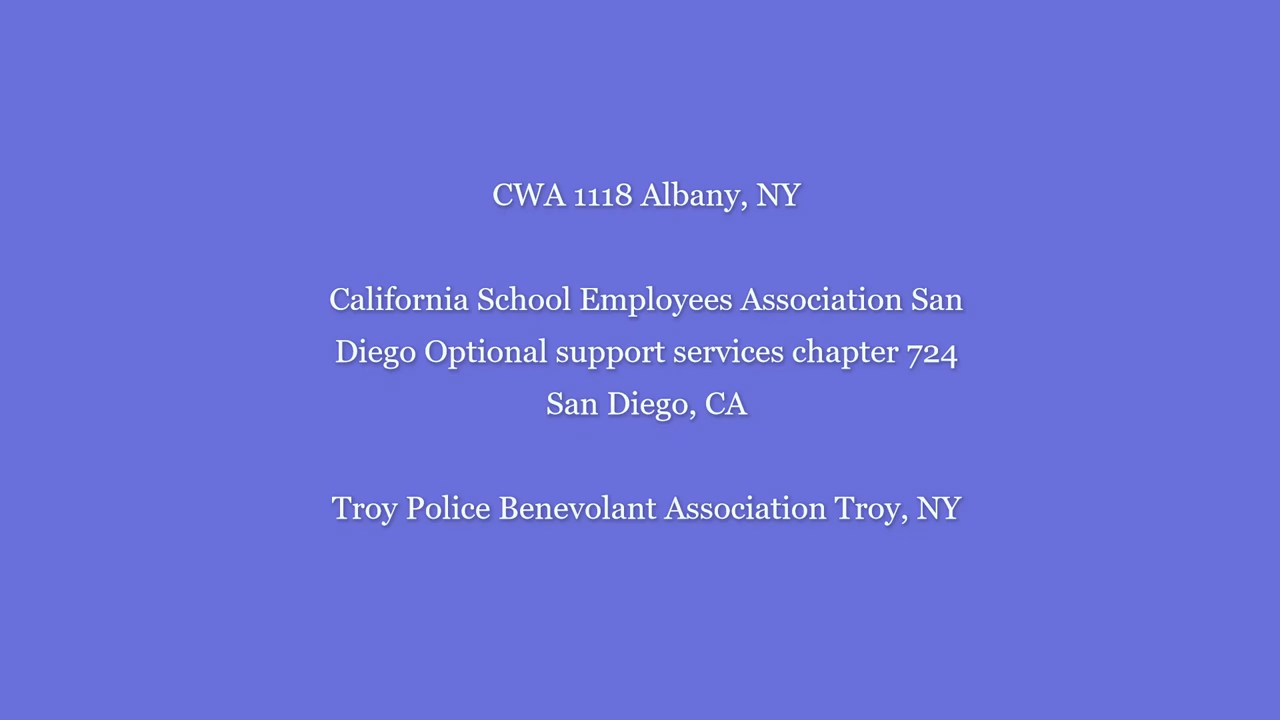 CWA 1118 Albany, NY
California School Employees Association San
Diego Optional support services chapter 724
San Diego, CA
Troy Police Benevolant Association Troy, NY